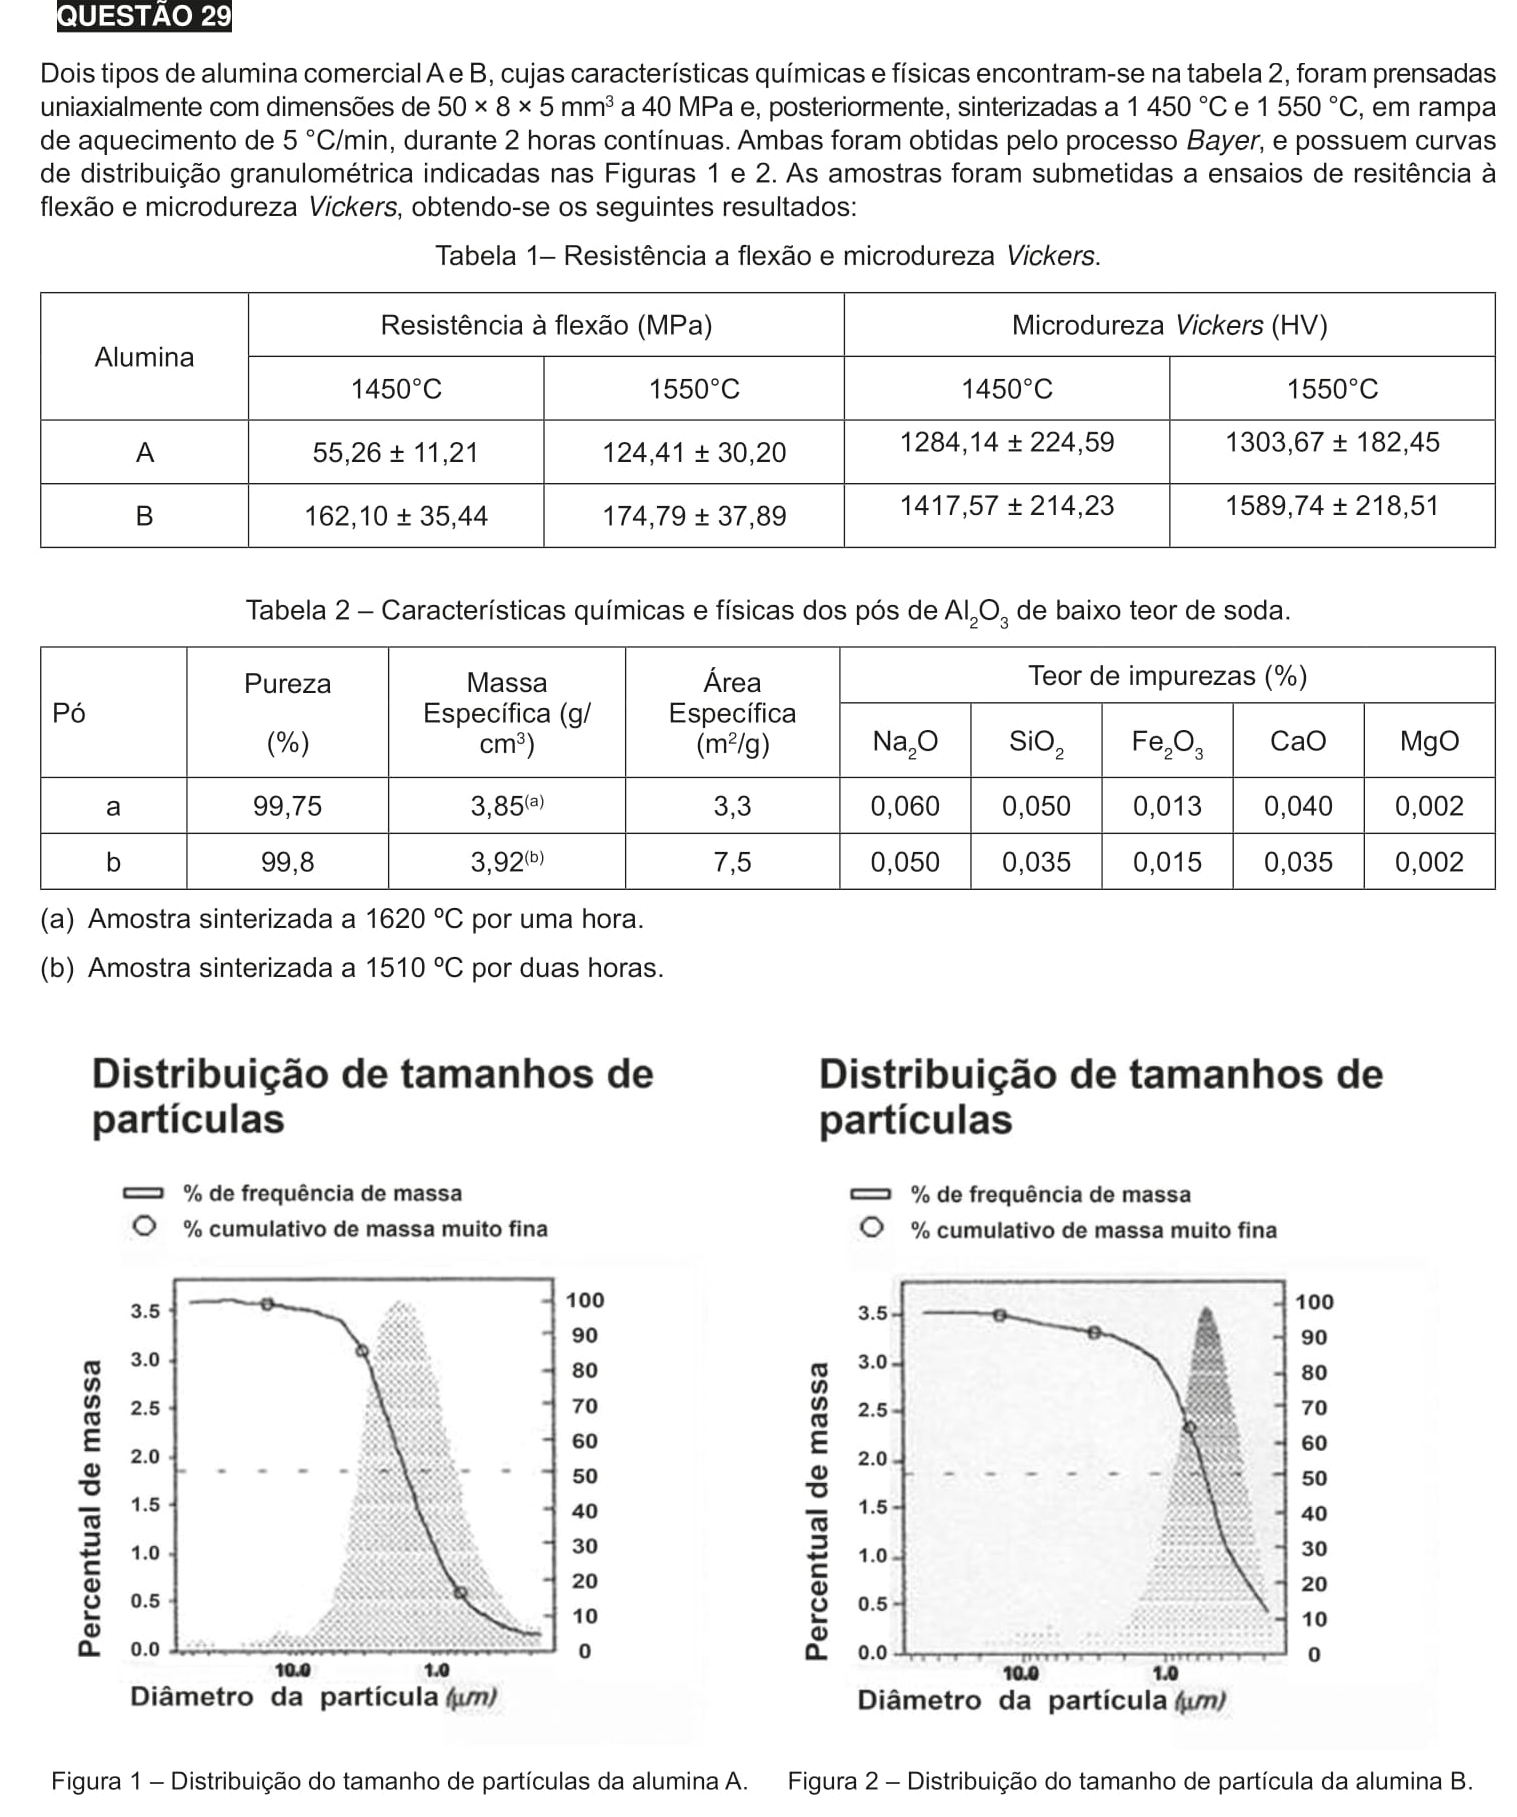 QUESTÃO 29
Dois tipos de alumina comercial A e B, cujas características químicas e físicas encontram-se na tabela 2, foram prensadas
uniaxialmente com dimensões de 50 × 8 × 5 mm³ a 40 MPa e, posteriormente, sinterizadas a 1 450 °C e 1 550 °C, em rampa
de aquecimento de 5 °C/min, durante 2 horas contínuas. Ambas foram obtidas pelo processo Bayer, e possuem curvas
de distribuição granulométrica indicadas nas Figuras 1 e 2. As amostras foram submetidas a ensaios de resitência à
flexão e microdureza Vickers, obtendo-se os seguintes resultados:
Tabela 1– Resistência a flexão e microdureza Vickers.
Alumina Resistência à flexão (MPa) Microdureza Vickers (HV)
1450°C 1550°C 1450°C 1550°C
A 55,26 ± 11,21 124,41 ± 30,20 1284,14 ± 224,59 1303,67 ± 182,45
B 162,10 ± 35,44 174,79 ± 37,89 1417,57 ± 214,23 1589,74 ± 218,51
Tabela 2 – Características químicas e físicas dos pós de Al₂O₃ de baixo teor de soda.
Pó Pureza (%) Massa Específica (g/cm³) Área Específica (m²/g) Teor de impurezas (%)
Na₂O SiO₂ Fe₂O₃ CaO MgO
a 99,75 3,85(a) 3,3 0,060 0,050 0,013 0,040 0,002
b 99,8 3,92(b) 7,5 0,050 0,035 0,015 0,035 0,002
(a) Amostra sinterizada a 1620 ºC por uma hora.
(b) Amostra sinterizada a 1510 ºC por duas horas.
Distribuição de tamanhos de
partículas
% de frequência de massa
% cumulativo de massa muito fina
Percentual de massa
3.5
3.0
2.5
2.0
1.5
1.0
0.5
0.0
100
90
80
70
60
50
40
30
20
10
0
10.0 1.0
Diâmetro da partícula (μm)
Figura 1 – Distribuição do tamanho de partículas da alumina A.
Distribuição de tamanhos de
partículas
% de frequência de massa
% cumulativo de massa muito fina
Percentual de massa
3.5
3.0
2.5
2.0
1.5
1.0
0.5
0.0
100
90
80
70
60
50
40
30
20
10
0
10.0 1.0
Diâmetro da partícula (μm)
Figura 2 – Distribuição do tamanho de partícula da alumina B.